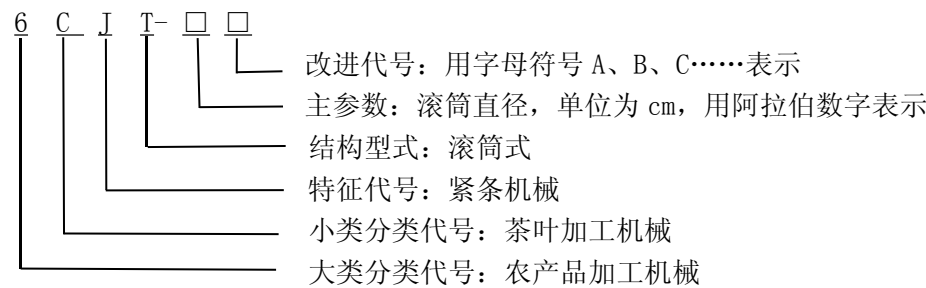 6 C J T-□□
改进代号：用字母符号 A、B、C……表示
主参数：滚筒直径，单位为 cm，用阿拉伯数字表示
结构型式：滚筒式
特征代号：紧条机械
小类分类代号：茶叶加工机械
大类分类代号：农产品加工机械